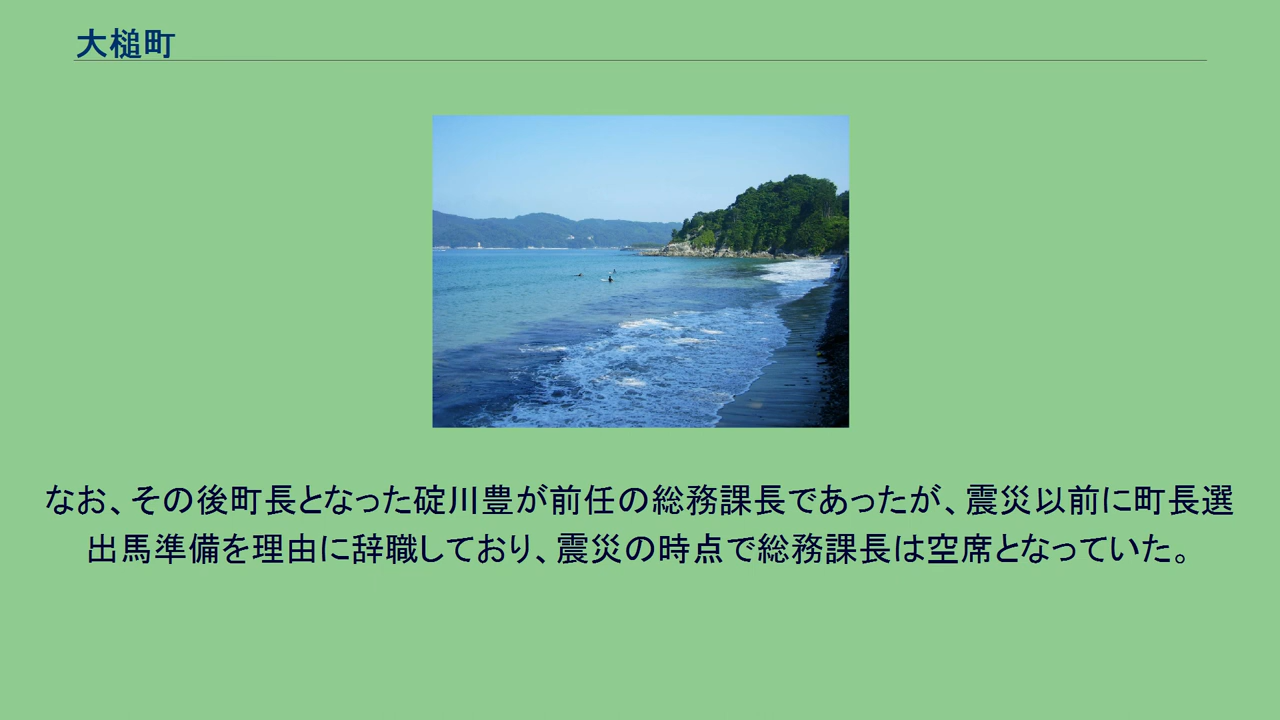 大槌町
なお、その後町長となった碇川豊が前任の総務課長であったが、震災以前に町長選
出馬準備を理由に辞職しており、震災の時点で総務課長は空席となっていた。